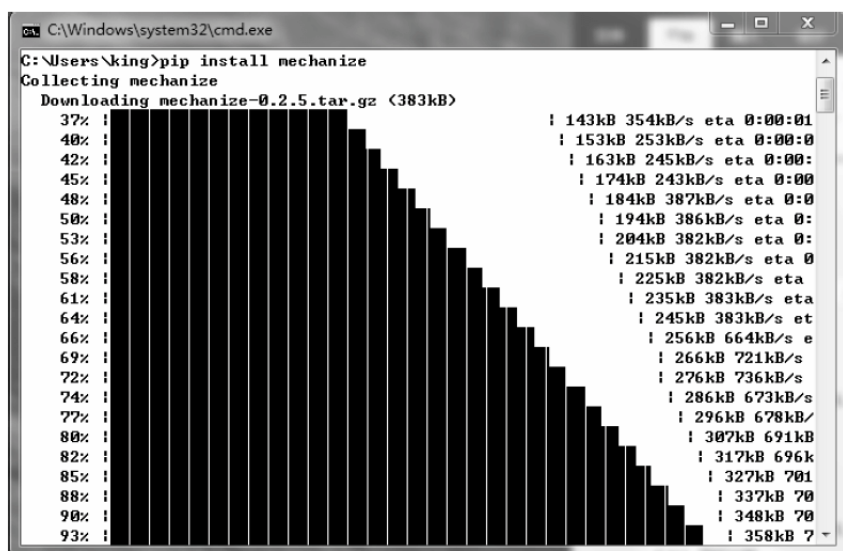 C:\Windows\system32\cmd.exe
C:\Users\king>pip install mechanize
Collecting mechanize
Downloading mechanize-0.2.5.tar.gz (383kB)
37% | | 143kB 354kB/s eta 0:00:01
40% | | 153kB 253kB/s eta 0:00:0
42% | | 163kB 245kB/s eta 0:00:
45% | | 174kB 243kB/s eta 0:00
48% | | 184kB 387kB/s eta 0:0
50% | | 194kB 386kB/s eta 0:
53% | | 204kB 382kB/s eta 0:
56% | | 215kB 382kB/s eta 0
58% | | 225kB 382kB/s eta
61% | | 235kB 383kB/s eta
64% | | 245kB 383kB/s et
66% | | 256kB 664kB/s e
69% | | 266kB 721kB/s
72% | | 276kB 736kB/s
74% | | 286kB 673kB/s
77% | | 296kB 678kB/
80% | | 307kB 691kB
82% | | 317kB 696k
85% | | 327kB 701
88% | | 337kB 70
90% | | 348kB 70
93% | | 358kB 7